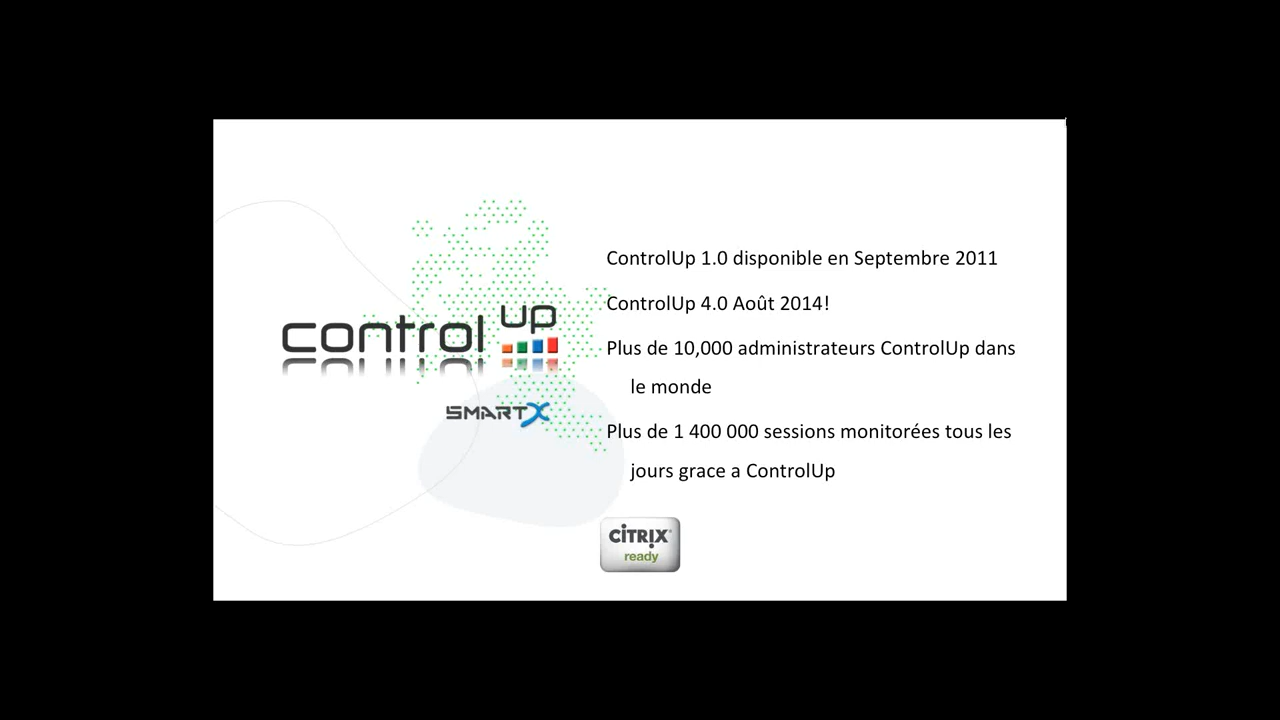 ControlUp 1.0 disponible en Septembre 2011
ControlUp 4.0 Août 2014!
Plus de 10,000 administrateurs ControlUp dans
le monde
Plus de 1 400 000 sessions monitorées tous les
jours grace a ControlUp
control up
SMARTX
CITRIX®
ready